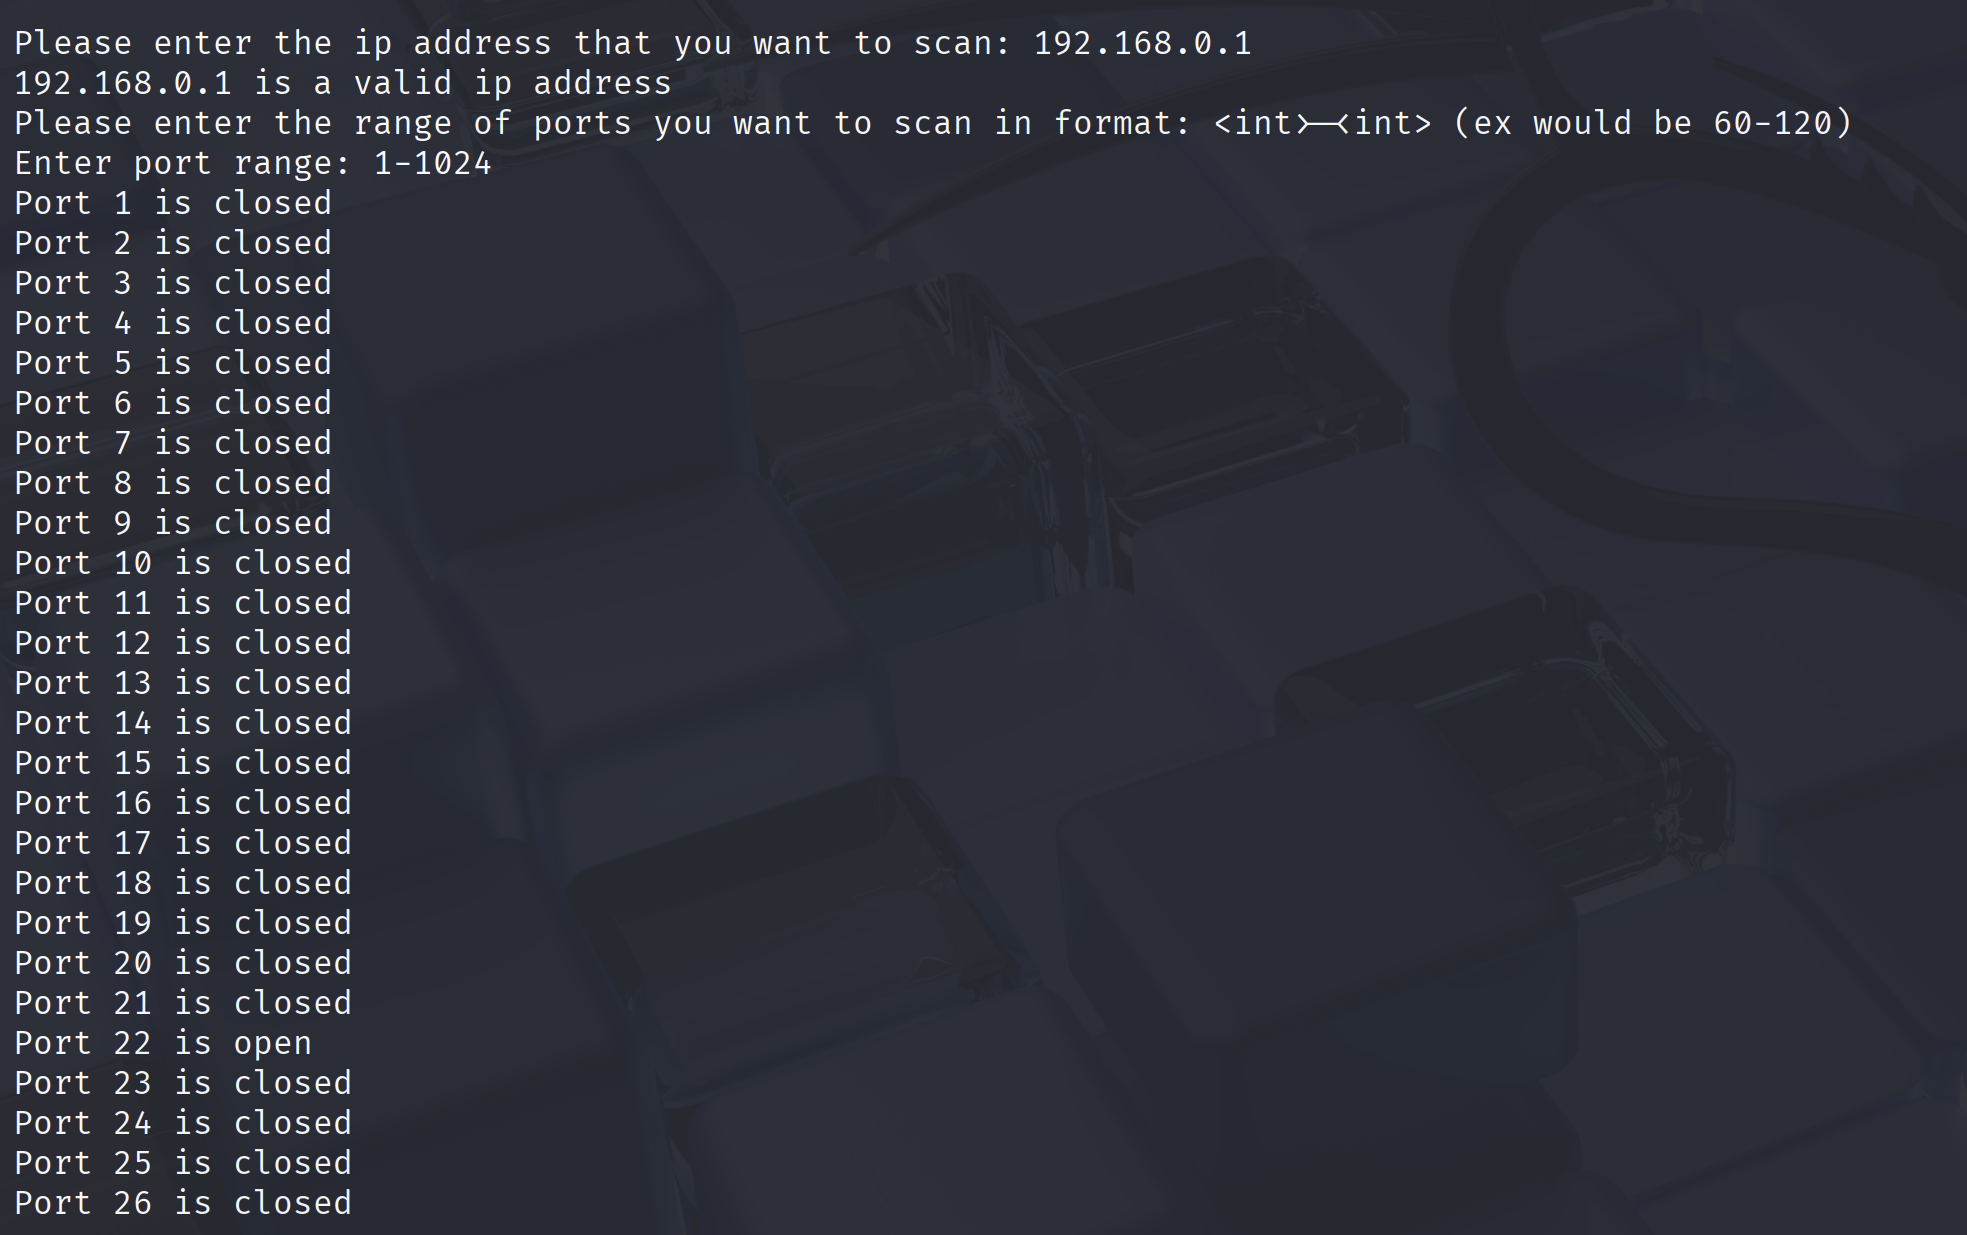 Please enter the ip address that you want to scan: 192.168.0.1
192.168.0.1 is a valid ip address
Please enter the range of ports you want to scan in format: <int>-<int> (ex would be 60-120)
Enter port range: 1-1024
Port 1 is closed
Port 2 is closed
Port 3 is closed
Port 4 is closed
Port 5 is closed
Port 6 is closed
Port 7 is closed
Port 8 is closed
Port 9 is closed
Port 10 is closed
Port 11 is closed
Port 12 is closed
Port 13 is closed
Port 14 is closed
Port 15 is closed
Port 16 is closed
Port 17 is closed
Port 18 is closed
Port 19 is closed
Port 20 is closed
Port 21 is closed
Port 22 is open
Port 23 is closed
Port 24 is closed
Port 25 is closed
Port 26 is closed